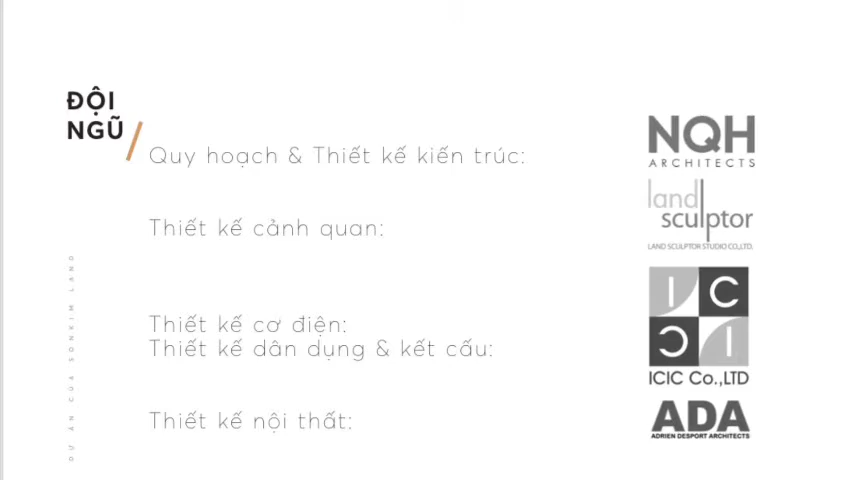 ĐỘI
NGŨ
Quy hoạch & Thiết kế kiến trúc:
NQH
ARCHITECTS
Thiết kế cảnh quan:
land
sculptor
LAND SCULPTOR STUDIO CO.,LTD.
Thiết kế cơ điện:
Thiết kế dân dụng & kết cấu:
IC
CI
ICIC Co.,LTD
Thiết kế nội thất:
ADA
ADRIEN DESPORT ARCHITECTS
DỰ ÁN CỦA SONKIM LAND